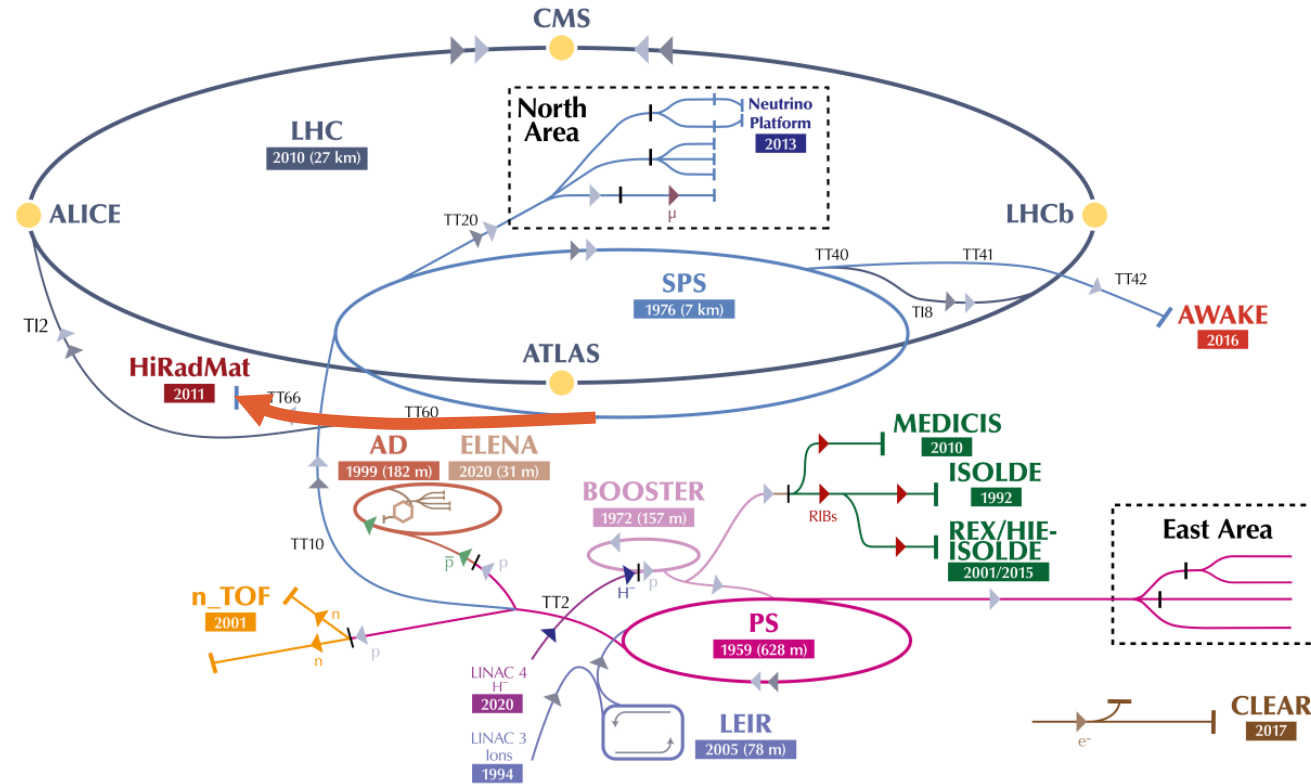 CMS
North
Area
Neutrino
Platform
2013
LHC
2010 (27 km)
μ
ALICE
LHCb
TT20
TT40
TT41
TT42
SPS
1976 (7 km)
TI8
TI2
AWAKE
2016
ATLAS
HiRadMat
2011
TT66
TT60
AD
1999 (182 m)
ELENA
2020 (31 m)
MEDICIS
2010
BOOSTER
1972 (157 m)
ISOLDE
1992
RIBs
REX/HIE-
ISOLDE
2001/2015
East Area
TT10
p̄
p
H⁻
p
TT2
n_TOF
2001
n
n
p
PS
1959 (628 m)
LINAC 4
H⁻
2020
LEIR
2005 (78 m)
LINAC 3
Ions
1994
CLEAR
2017
e⁻